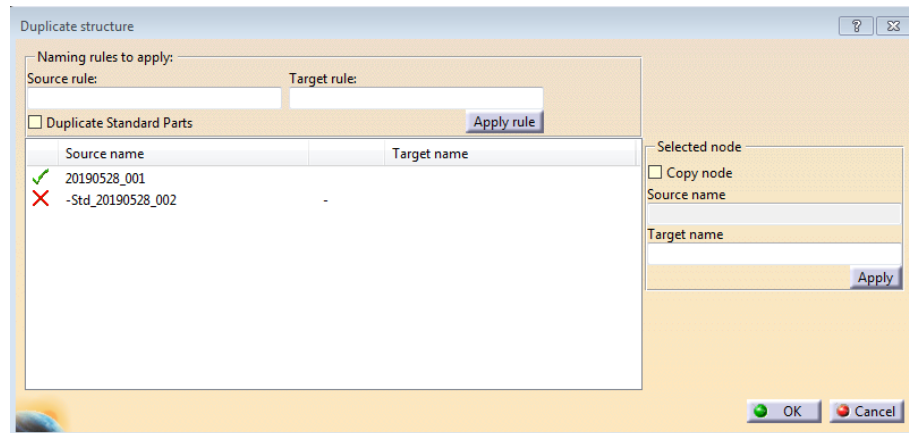 Duplicate structure
Naming rules to apply:
Source rule: Target rule:
Duplicate Standard Parts Apply rule
Source name Target name
20190528_001
-Std_20190528_002 -
Selected node
Copy node
Source name
Target name
Apply
OK Cancel